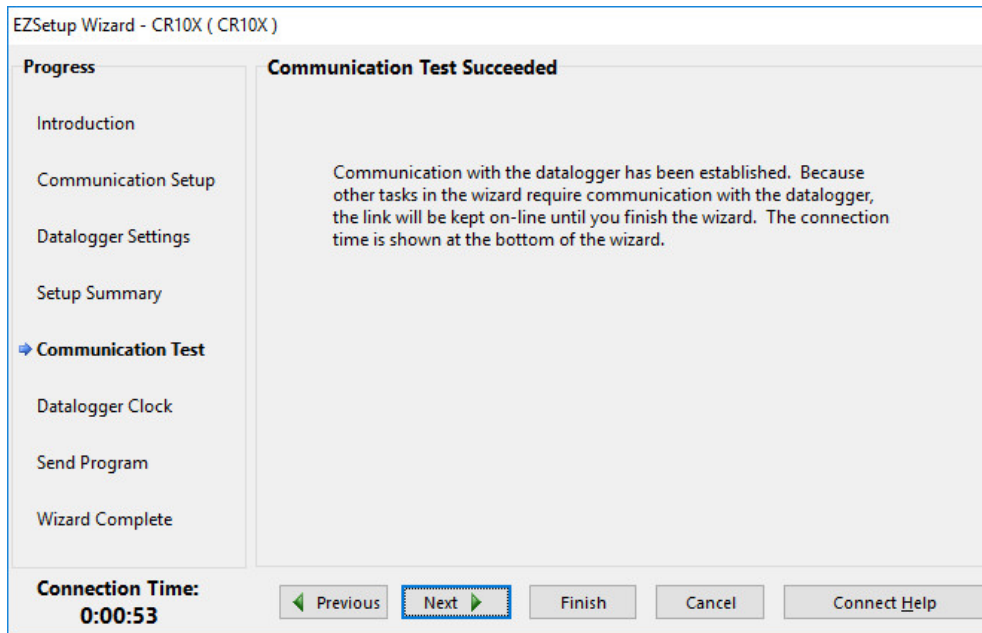 EZSetup Wizard - CR10X ( CR10X )
Progress
Introduction
Communication Setup
Datalogger Settings
Setup Summary
Communication Test
Datalogger Clock
Send Program
Wizard Complete
Communication Test Succeeded
Communication with the datalogger has been established. Because
other tasks in the wizard require communication with the datalogger,
the link will be kept on-line until you finish the wizard. The connection
time is shown at the bottom of the wizard.
Connection Time:
0:00:53
Previous
Next
Finish
Cancel
Connect Help